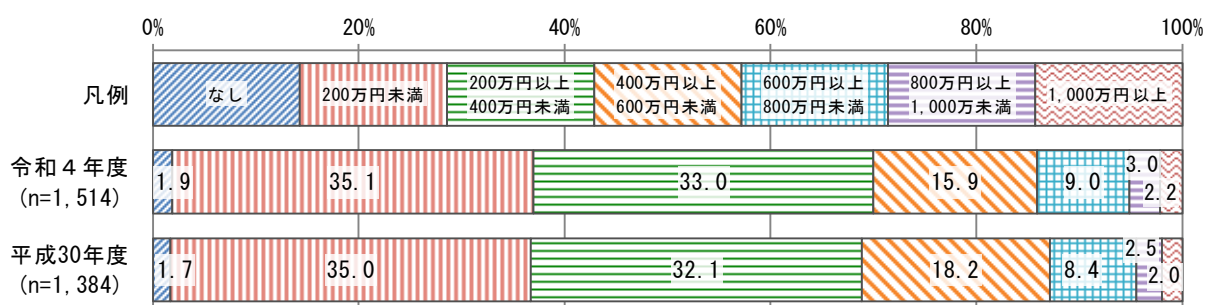 0% 20% 40% 60% 80% 100%
凡例
なし
200万円未満
200万円以上
400万円未満
400万円以上
600万円未満
600万円以上
800万円未満
800万円以上
1,000万未満
1,000万円以上
令和４年度
(n=1,514)
1.9 35.1 33.0 15.9 9.0 3.0 2.2
平成30年度
(n=1,384)
1.7 35.0 32.1 18.2 8.4 2.5 2.0